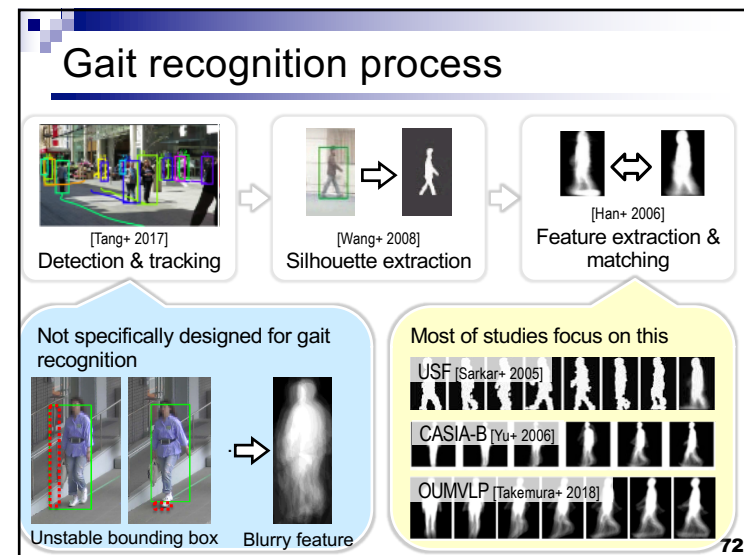 Gait recognition process
[Tang+ 2017]
Detection & tracking
[Wang+ 2008]
Silhouette extraction
[Han+ 2006]
Feature extraction &
matching
Not specifically designed for gait
recognition
Unstable bounding box
Blurry feature
Most of studies focus on this
USF [Sarkar+ 2005]
CASIA-B [Yu+ 2006]
OUMVLP [Takemura+ 2018]
72